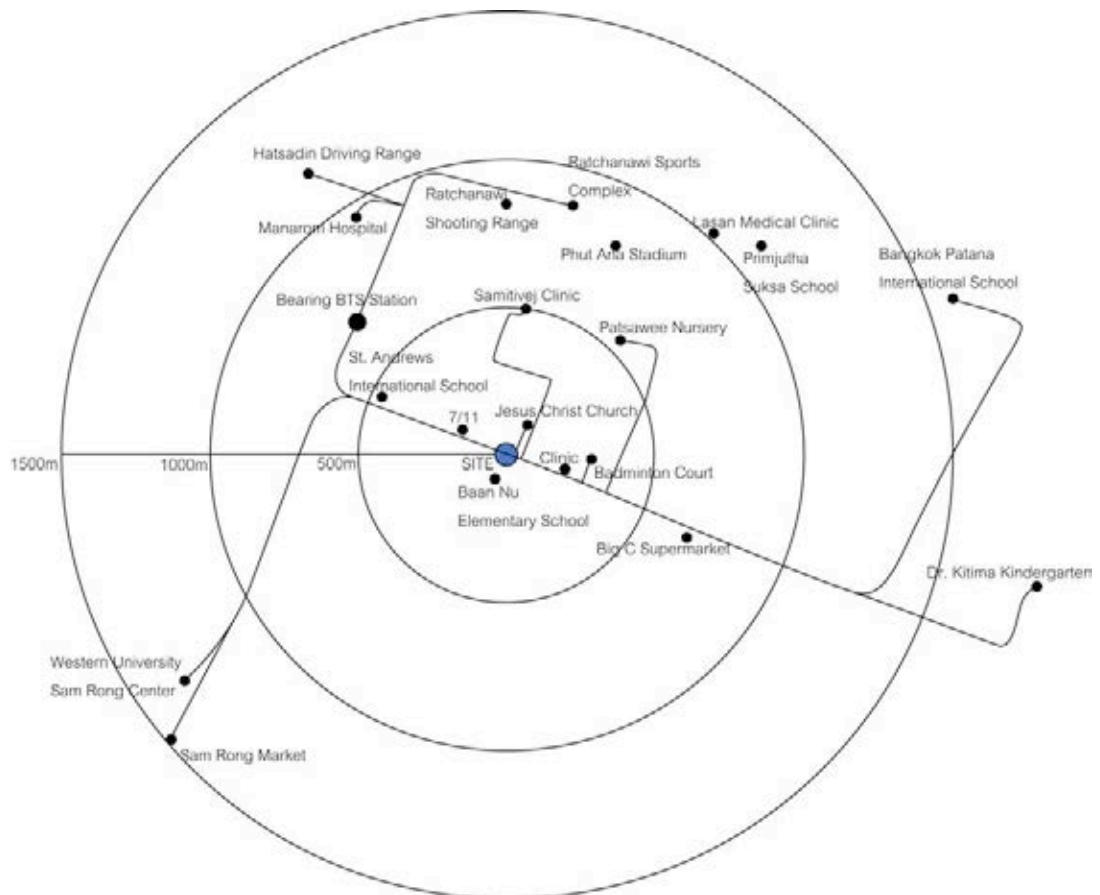 Hatsadin Driving Range
Ratchanawi Sports
Complex
Ratchanawi
Shooting Range
Manarom Hospital
Lasan Medical Clinic
Phut Ana Stadium
Primjutha
Suksa School
Bangkok Patana
International School
Bearing BTS Station
Samitivej Clinic
Patsawee Nursery
St. Andrews
International School
7/11
Jesus Christ Church
1500m
1000m
500m
SITE
Clinic
Badminton Court
Baan Nu
Elementary School
Big C Supermarket
Dr. Kitima Kindergarten
Western University
Sam Rong Center
Sam Rong Market